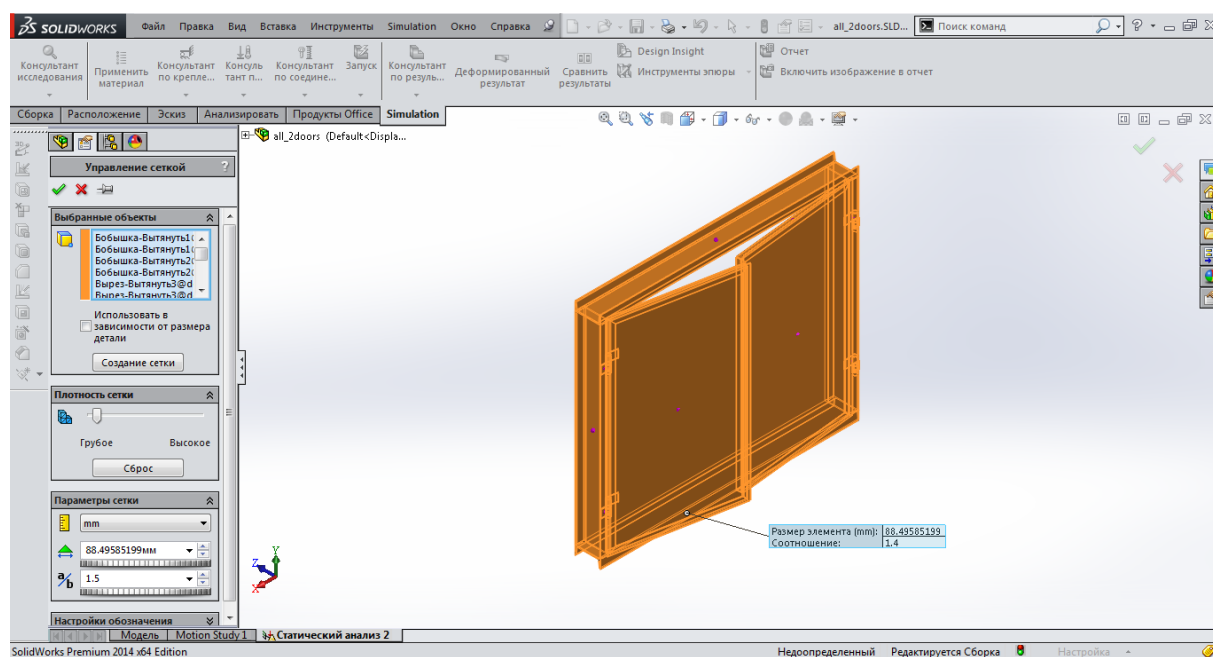 SOLIDWORKS Файл Правка Вид Вставка Инструменты Simulation Окно Справка all_2doors.SLD... Поиск команд
Консультант исследования
Применить материал
Консультант по крепле...
Консуль тант п...
Консультант по соедине...
Запуск
Консультант по резуль...
Деформированный результат
Сравнить результаты
Design Insight
Инструменты эпюры
Отчет
Включить изображение в отчет
Сборка Расположение Эскиз Анализировать Продукты Office Simulation
all_2doors (Default<Displa...
Управление сеткой ?
Выбранные объекты
Бобышка-Вытянуть1(
Бобышка-Вытянуть1(
Бобышка-Вытянуть2(
Бобышка-Вытянуть2(
Вырез-Вытянуть3@d
Вырез-Вытянуть3@d
Использовать в
зависимости от размера
детали
Создание сетки
Плотность сетки
Грубое Высокое
Сброс
Параметры сетки
mm
88.49585199мм
1.5
Настройки обозначения
Размер элемента (mm): 88.49585199
Соотношение: 1.4
Y
Z
X
Модель Motion Study 1 Статический анализ 2
SolidWorks Premium 2014 x64 Edition Недоопределенный Редактируется Сборка Настройка